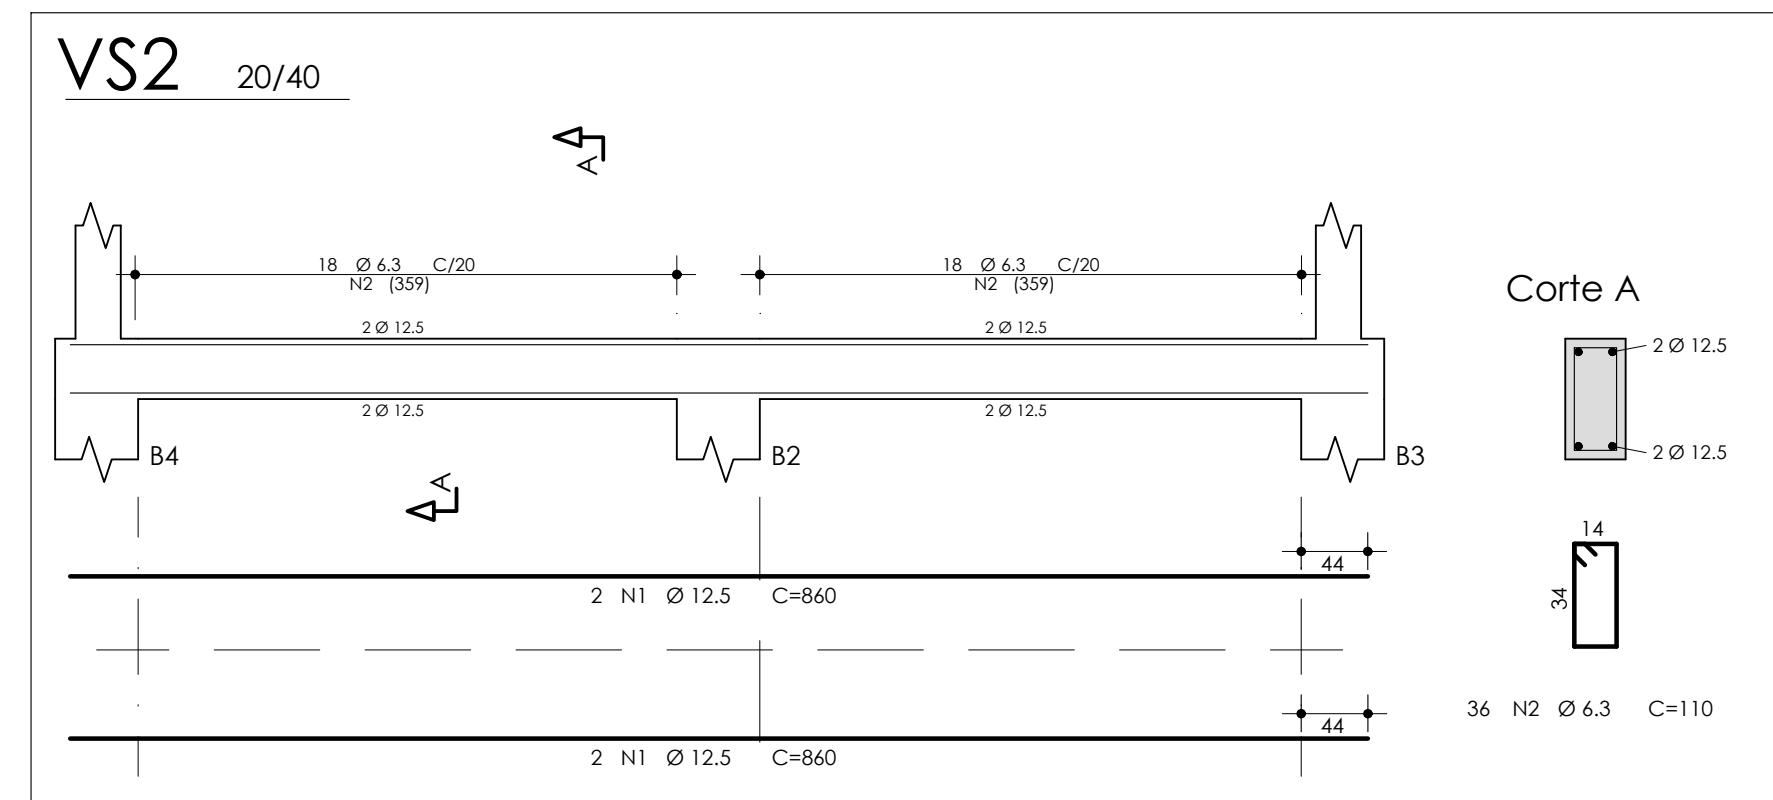 VS2 20/40
A
18 Ø 6.3 C/20
N2 (359)
18 Ø 6.3 C/20
N2 (359)
Corte A
2 Ø 12.5
2 Ø 12.5
2 Ø 12.5
2 Ø 12.5
2 Ø 12.5
2 Ø 12.5
B4
B2
B3
A
14
34
44
2 N1 Ø 12.5 C=860
36 N2 Ø 6.3 C=110
44
2 N1 Ø 12.5 C=860